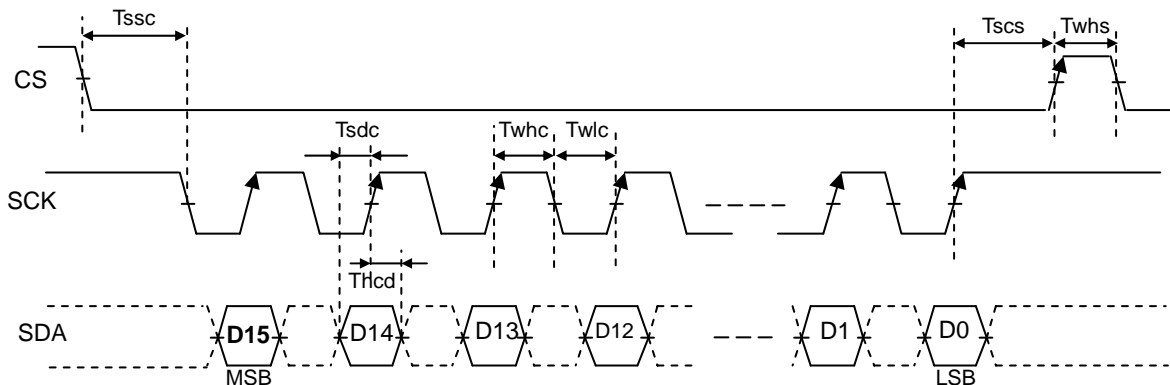 Tssc
Tscs
Twhs
CS
Tsdc
Twhc
Twlc
SCK
Thcd
SDA
D15
D14
D13
D12
D1
D0
MSB
LSB